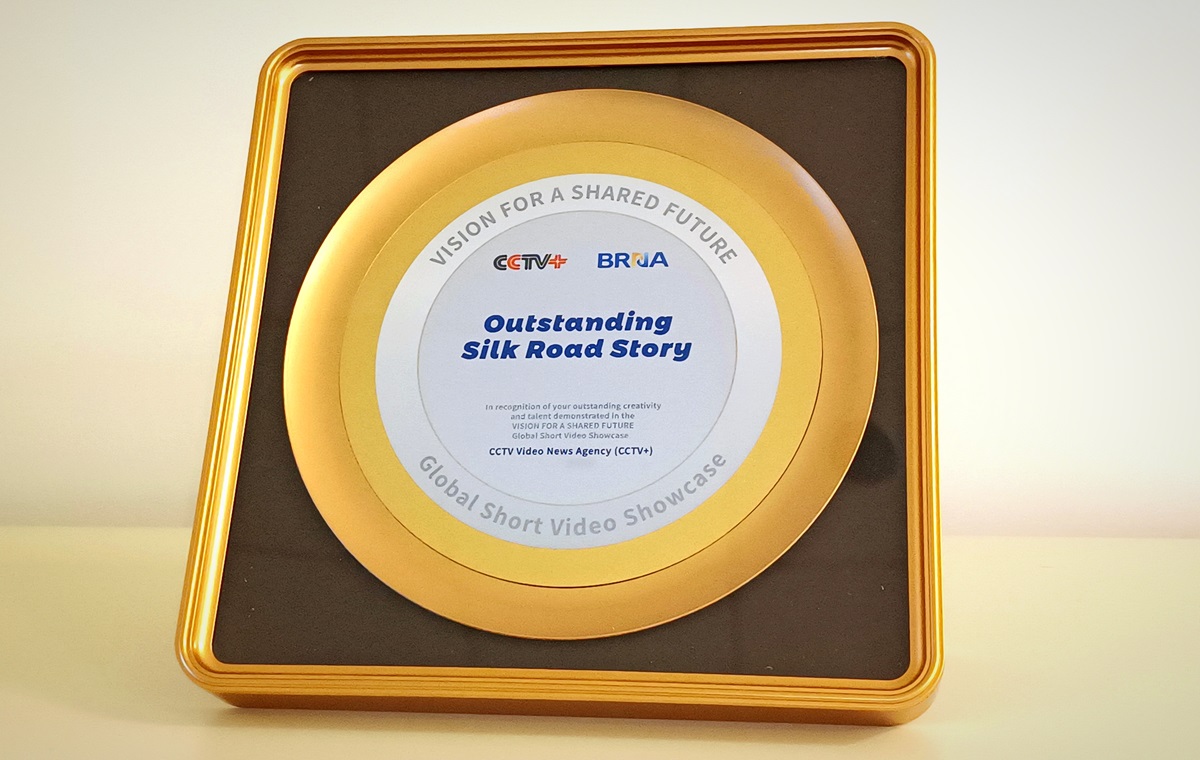 VISION FOR A SHARED FUTURE
CCTV+ BRNA
Outstanding
Silk Road Story
In recognition of your outstanding creativity
and talent demonstrated in the
VISION FOR A SHARED FUTURE
Global Short Video Showcase
CCTV Video News Agency (CCTV+)
Global Short Video Showcase